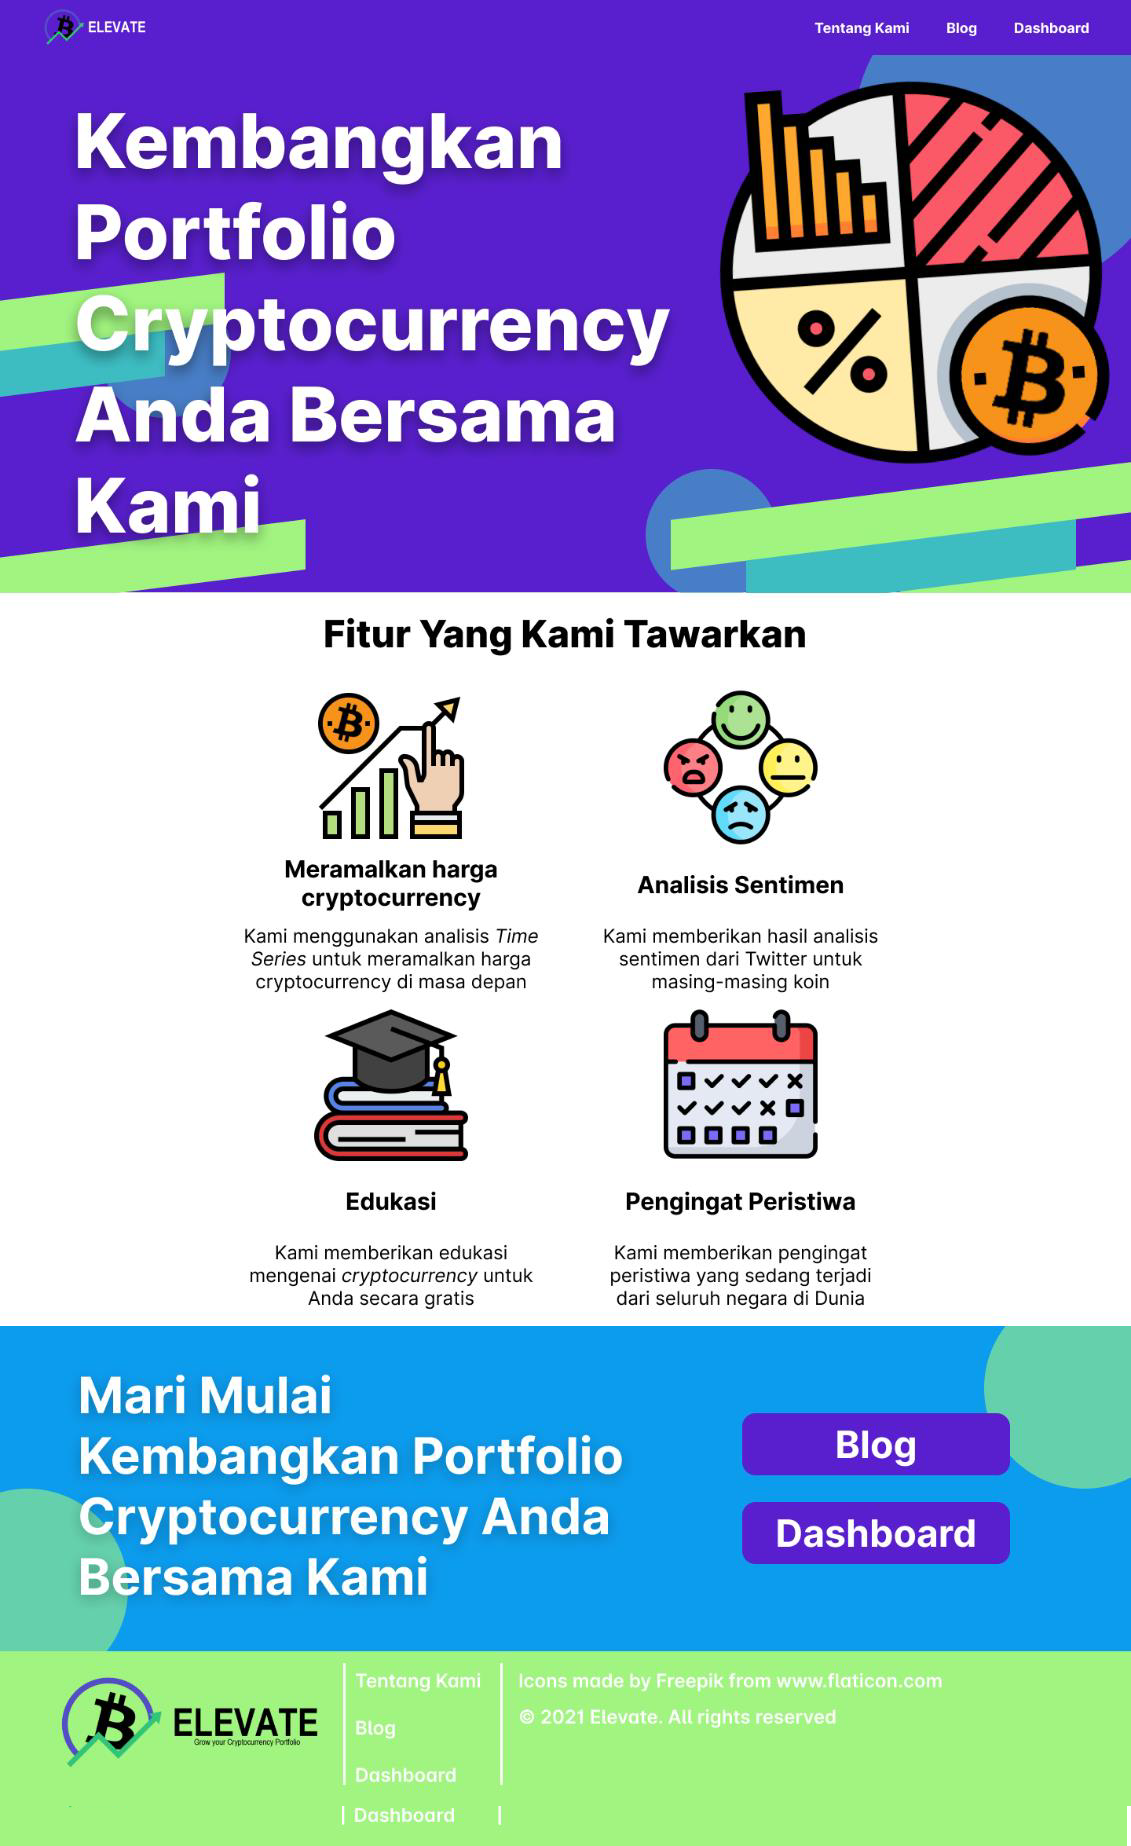 ELEVATE
Tentang Kami Blog Dashboard
Kembangkan
Portfolio
Cryptocurrency
Anda Bersama
Kami
Fitur Yang Kami Tawarkan
Meramalkan harga
cryptocurrency
Kami menggunakan analisis Time
Series untuk meramalkan harga
cryptocurrency di masa depan
Analisis Sentimen
Kami memberikan hasil analisis
sentimen dari Twitter untuk
masing-masing koin
Edukasi
Kami memberikan edukasi
mengenai cryptocurrency untuk
Anda secara gratis
Pengingat Peristiwa
Kami memberikan pengingat
peristiwa yang sedang terjadi
dari seluruh negara di Dunia
Mari Mulai
Kembangkan Portfolio
Cryptocurrency Anda
Bersama Kami
Blog
Dashboard
ELEVATE
Grow your Cryptocurrency Portfolio
Tentang Kami
Blog
Dashboard
Dashboard
Icons made by Freepik from www.flaticon.com
© 2021 Elevate. All rights reserved